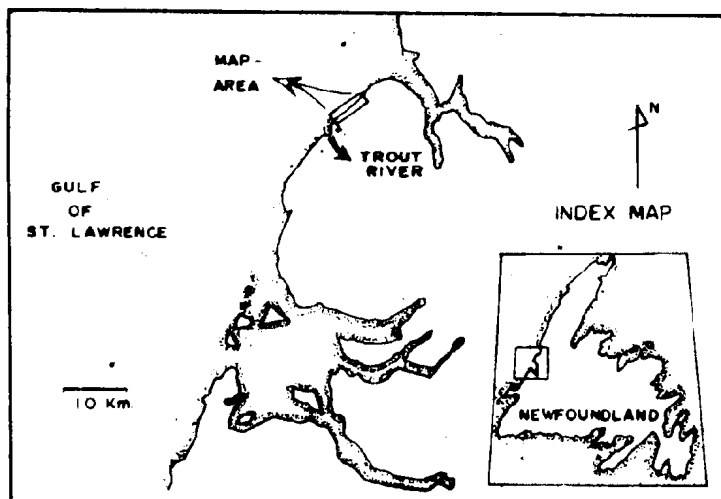 MAP-
AREA
TROUT
RIVER
N
GULF
OF
ST. LAWRENCE
INDEX MAP
10 Km.
NEWFOUNDLAND